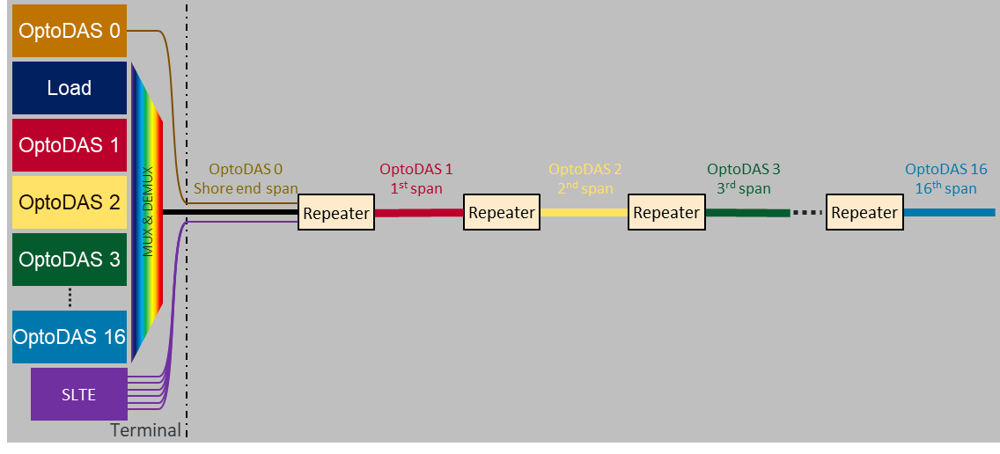 OptoDAS 0
Load
OptoDAS 1
OptoDAS 2
OptoDAS 3
OptoDAS 16
SLTE
MUX & DEMUX
Terminal
OptoDAS 0
Shore end span
Repeater
OptoDAS 1
1st span
Repeater
OptoDAS 2
2nd span
Repeater
OptoDAS 3
3rd span
Repeater
OptoDAS 16
16th span